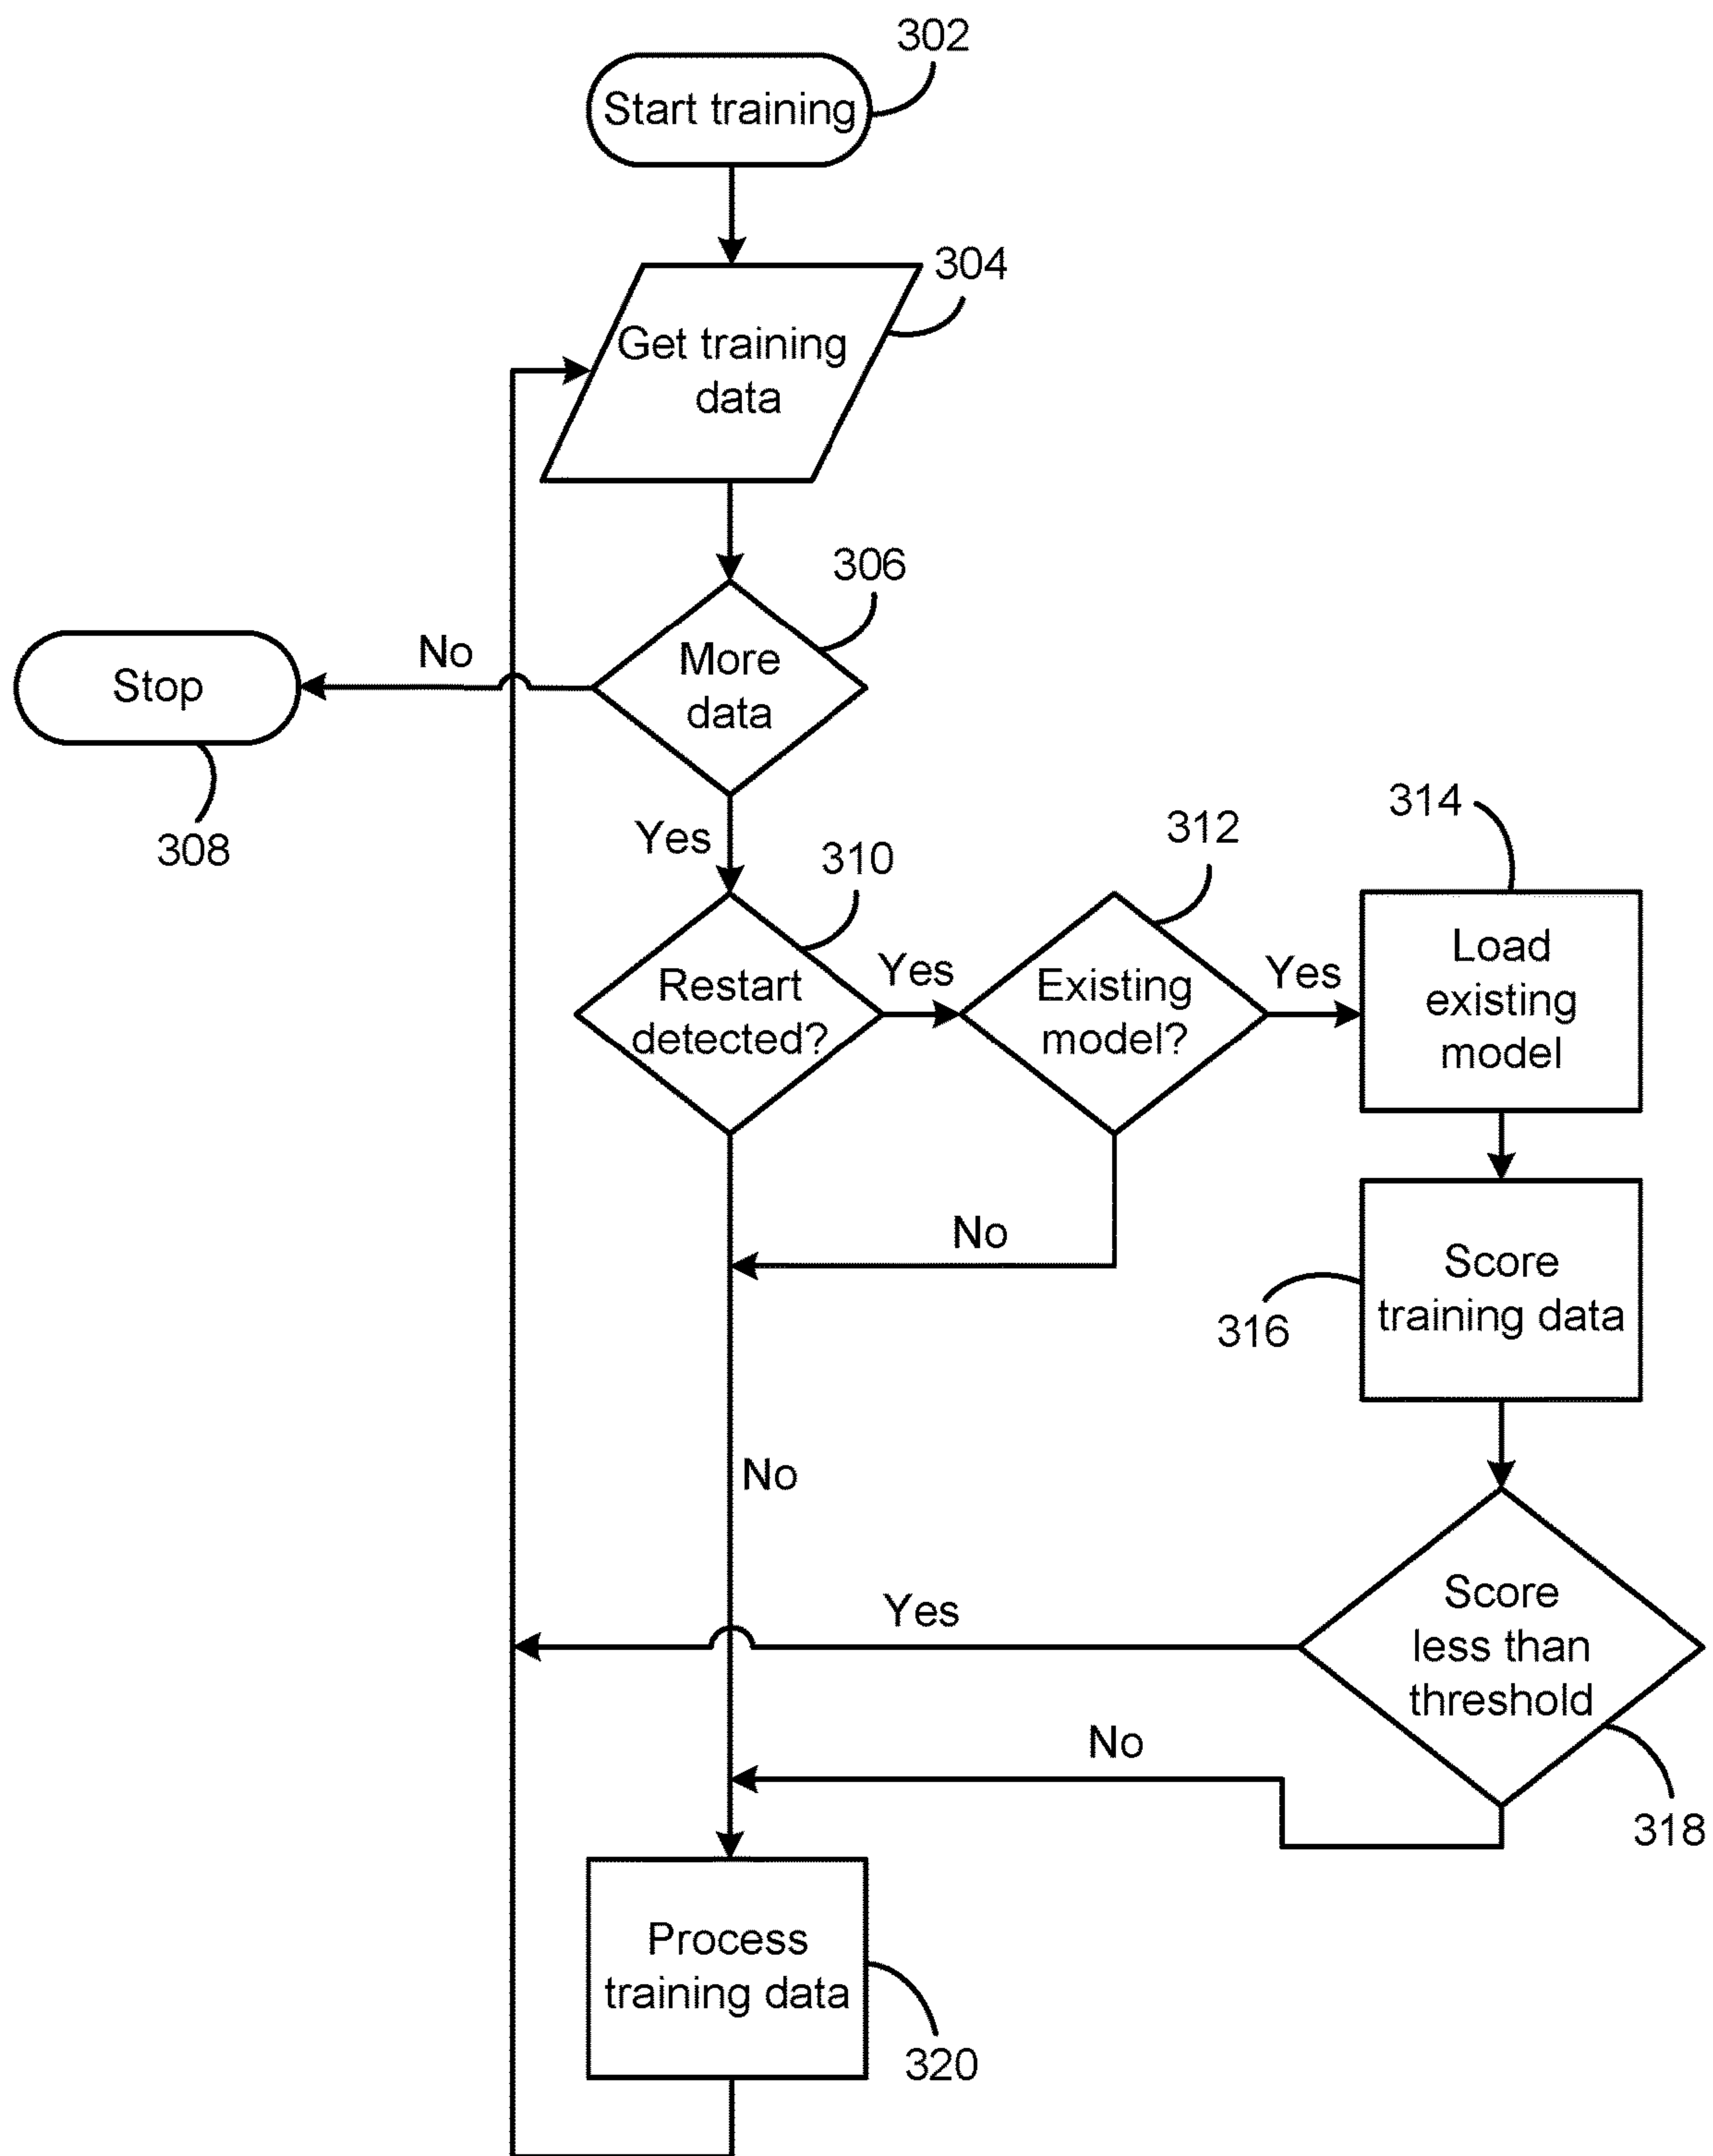 302
Start training
304
Get training
data
306
More
data
No
Stop
308
Yes
310
312
314
Restart
detected?
Yes
Existing
model?
Yes
Load
existing
model
No
Score
training data
316
No
Yes
Score
less than
threshold
No
318
Process
training data
320